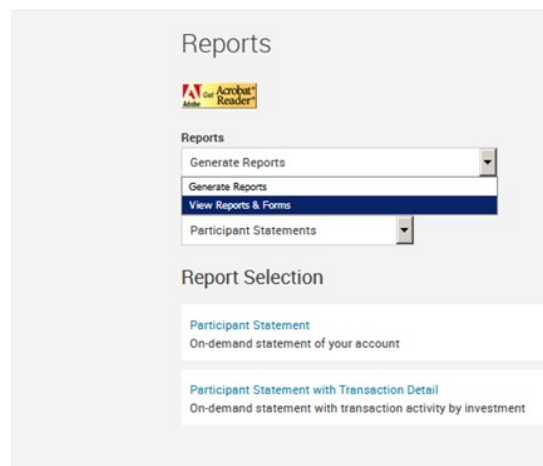 Reports
Adobe Get Acrobat® Reader®
Reports
Generate Reports
Generate Reports
View Reports & Forms
Participant Statements
Report Selection
Participant Statement
On-demand statement of your account
Participant Statement with Transaction Detail
On-demand statement with transaction activity by investment